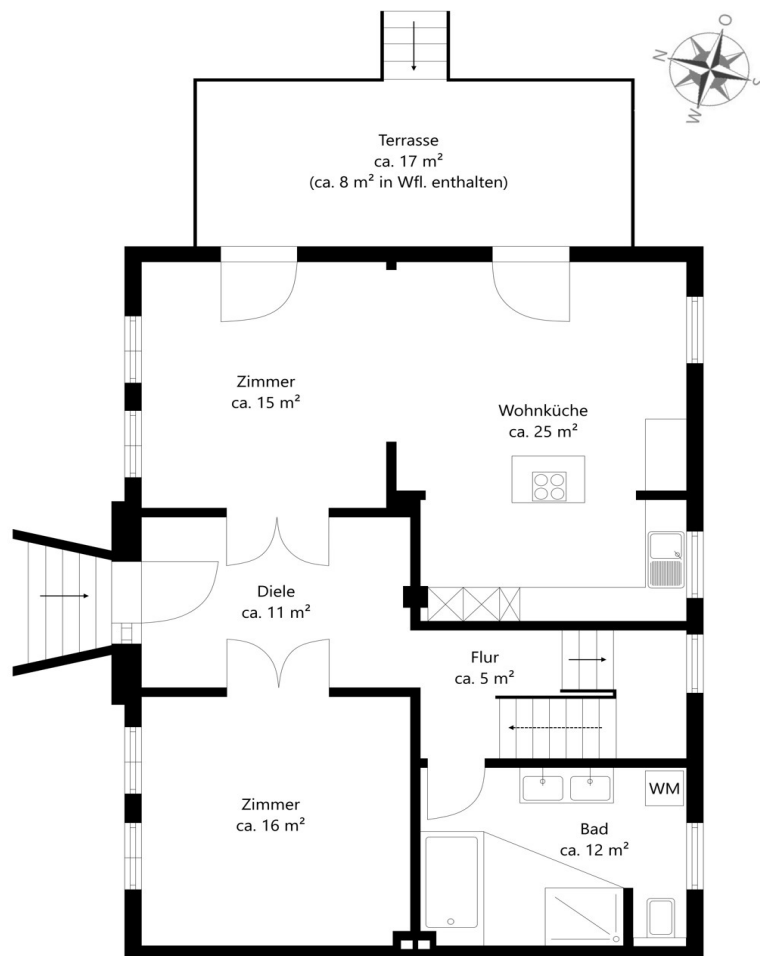 O
N
S
W
Terrasse
ca. 17 m²
(ca. 8 m² in Wfl. enthalten)
Zimmer
ca. 15 m²
Wohnküche
ca. 25 m²
Diele
ca. 11 m²
Flur
ca. 5 m²
Zimmer
ca. 16 m²
WM
Bad
ca. 12 m²